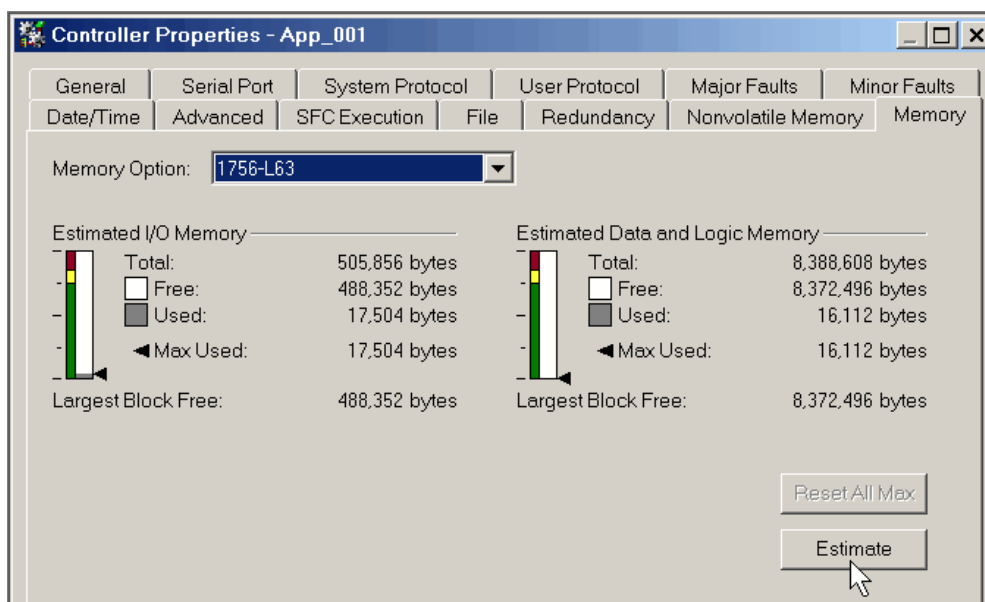 Controller Properties - App_001
General Serial Port System Protocol User Protocol Major Faults Minor Faults
Date/Time Advanced SFC Execution File Redundancy Nonvolatile Memory Memory
Memory Option: 1756-L63
Estimated I/O Memory Estimated Data and Logic Memory
Total: 505,856 bytes Total: 8,388,608 bytes
Free: 488,352 bytes Free: 8,372,496 bytes
Used: 17,504 bytes Used: 16,112 bytes
Max Used: 17,504 bytes Max Used: 16,112 bytes
Largest Block Free: 488,352 bytes Largest Block Free: 8,372,496 bytes
Reset All Max
Estimate